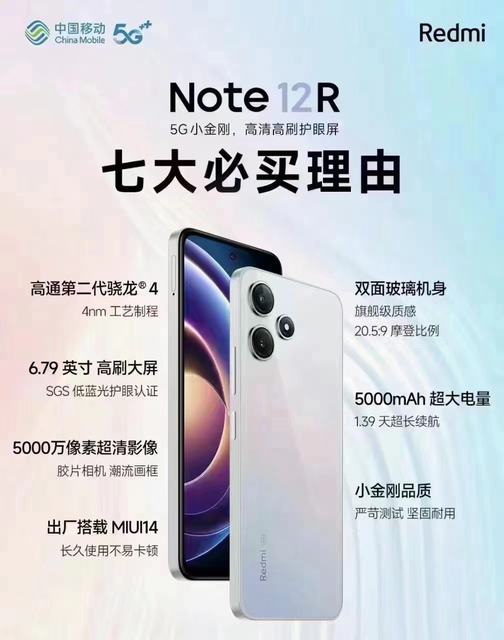 中国移动
China Mobile
5G++
Redmi
Note 12R
5G小金刚，高清高刷护眼屏
七大必买理由
高通第二代骁龙®4
4nm 工艺制程
6.79 英寸 高刷大屏
SGS 低蓝光护眼认证
5000万像素超清影像
胶片相机 潮流画框
出厂搭载 MIUI14
长久使用不易卡顿
双面玻璃机身
旗舰级质感
20.5:9 摩登比例
5000mAh 超大电量
1.39 天超长续航
小金刚品质
严苛测试 坚固耐用
Redmi